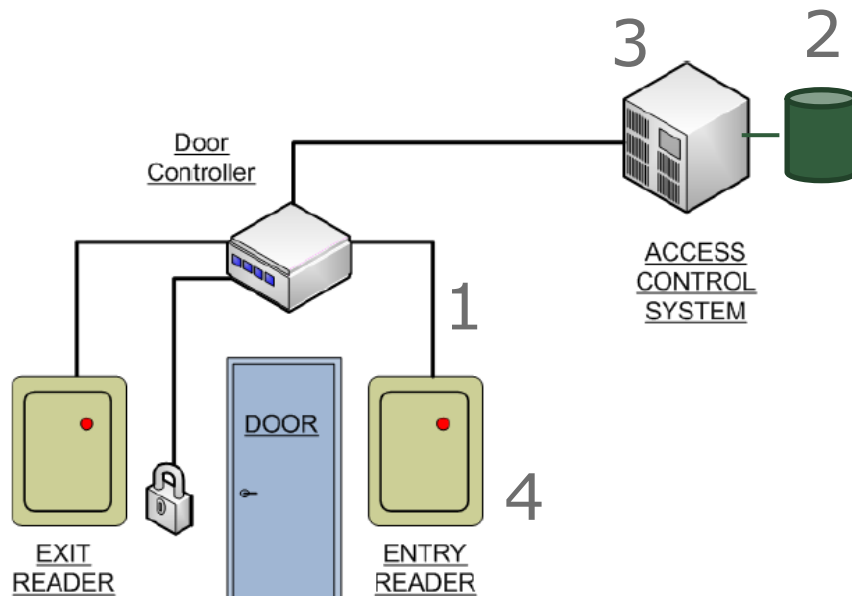 3
2
Door
Controller
ACCESS
CONTROL
SYSTEM
1
DOOR
4
EXIT
READER
ENTRY
READER